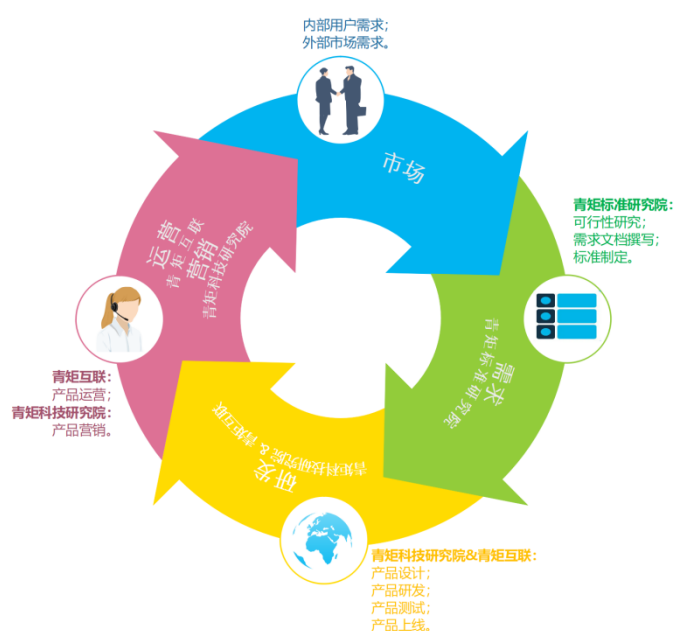 内部用户需求；
外部市场需求。
市场
青矩标准研究院：
可行性研究；
需求文档撰写；
标准制定。
需求
青矩标准研究院
研发
青矩科技研究院 & 青矩互联
青矩科技研究院&青矩互联：
产品设计；
产品研发；
产品测试；
产品上线。
运营
青矩互联
营销
青矩科技研究院
青矩互联：
产品运营；
青矩科技研究院：
产品营销。